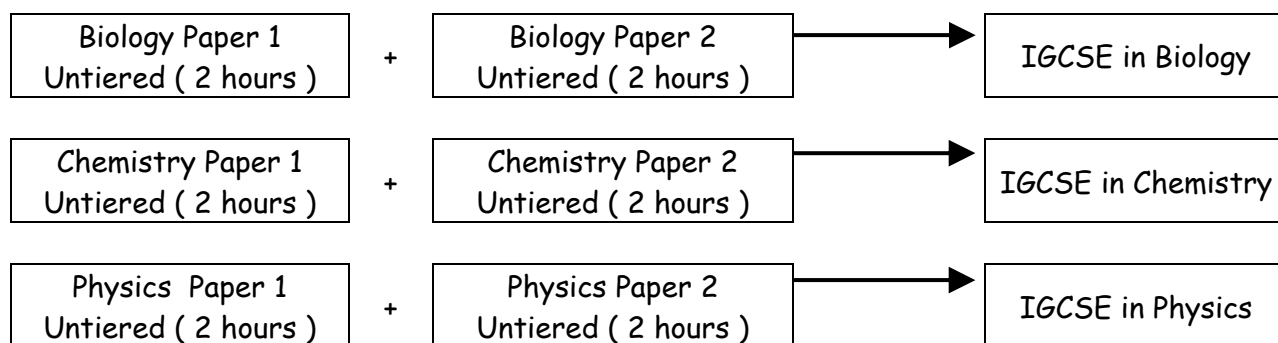 Biology Paper 1
Untiered ( 2 hours )
+
Biology Paper 2
Untiered ( 2 hours )
IGCSE in Biology
Chemistry Paper 1
Untiered ( 2 hours )
+
Chemistry Paper 2
Untiered ( 2 hours )
IGCSE in Chemistry
Physics  Paper 1
Untiered ( 2 hours )
+
Physics Paper 2
Untiered ( 2 hours )
IGCSE in Physics